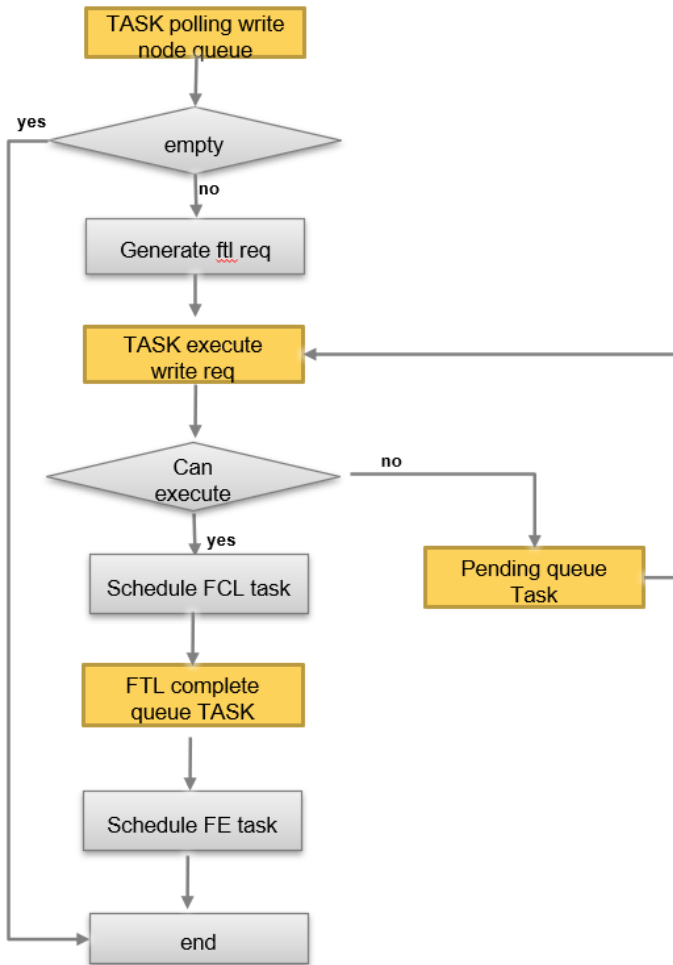 TASK polling write
node queue
yes
empty
no
Generate ftl req
TASK execute
write req
Can
execute
no
yes
Schedule FCL task
Pending queue
Task
FTL complete
queue TASK
Schedule FE task
end